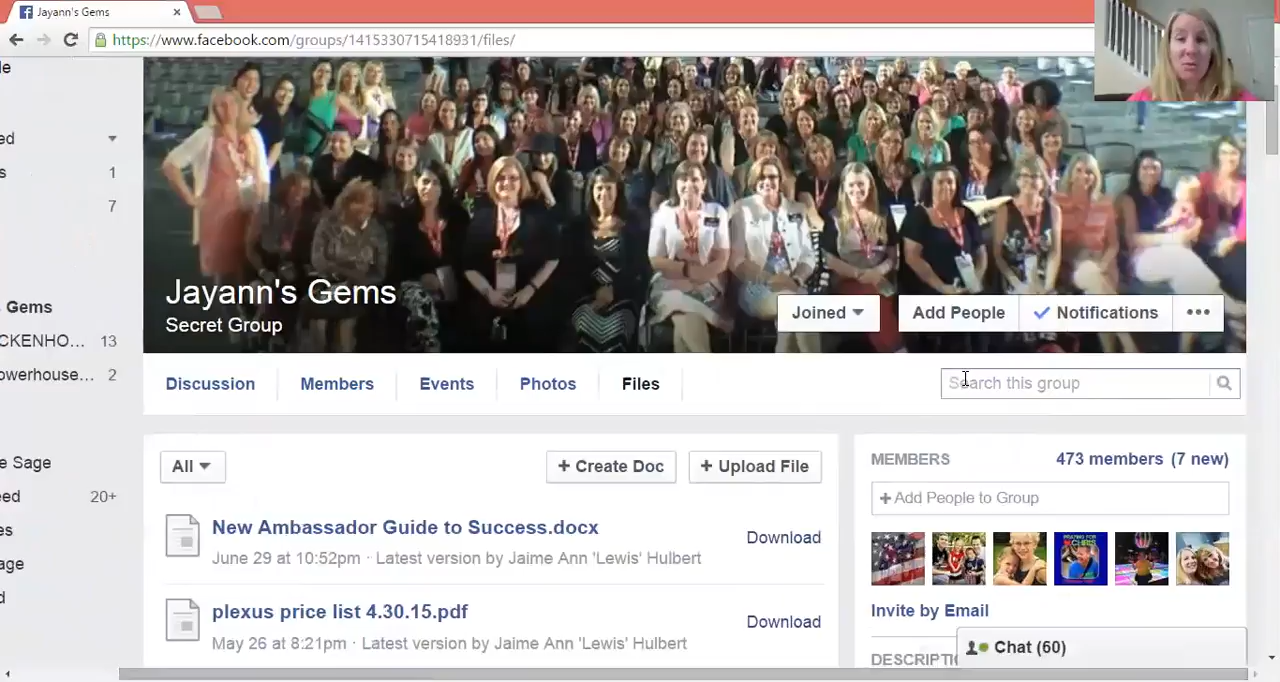 Jayann's Gems
https://www.facebook.com/groups/1415330715418931/files/
le
ed
s 1
7
Gems
CKENHO... 13
owerhouse... 2
e Sage
eed 20+
es
age
d
Jayann's Gems
Secret Group
Joined Add People Notifications
Discussion Members Events Photos Files
Search this group
All + Create Doc + Upload File
New Ambassador Guide to Success.docx
June 29 at 10:52pm · Latest version by Jaime Ann 'Lewis' Hulbert
Download
plexus price list 4.30.15.pdf
May 26 at 8:21pm · Latest version by Jaime Ann 'Lewis' Hulbert
Download
MEMBERS 473 members (7 new)
+ Add People to Group
Invite by Email
DESCRIPTI
Chat (60)